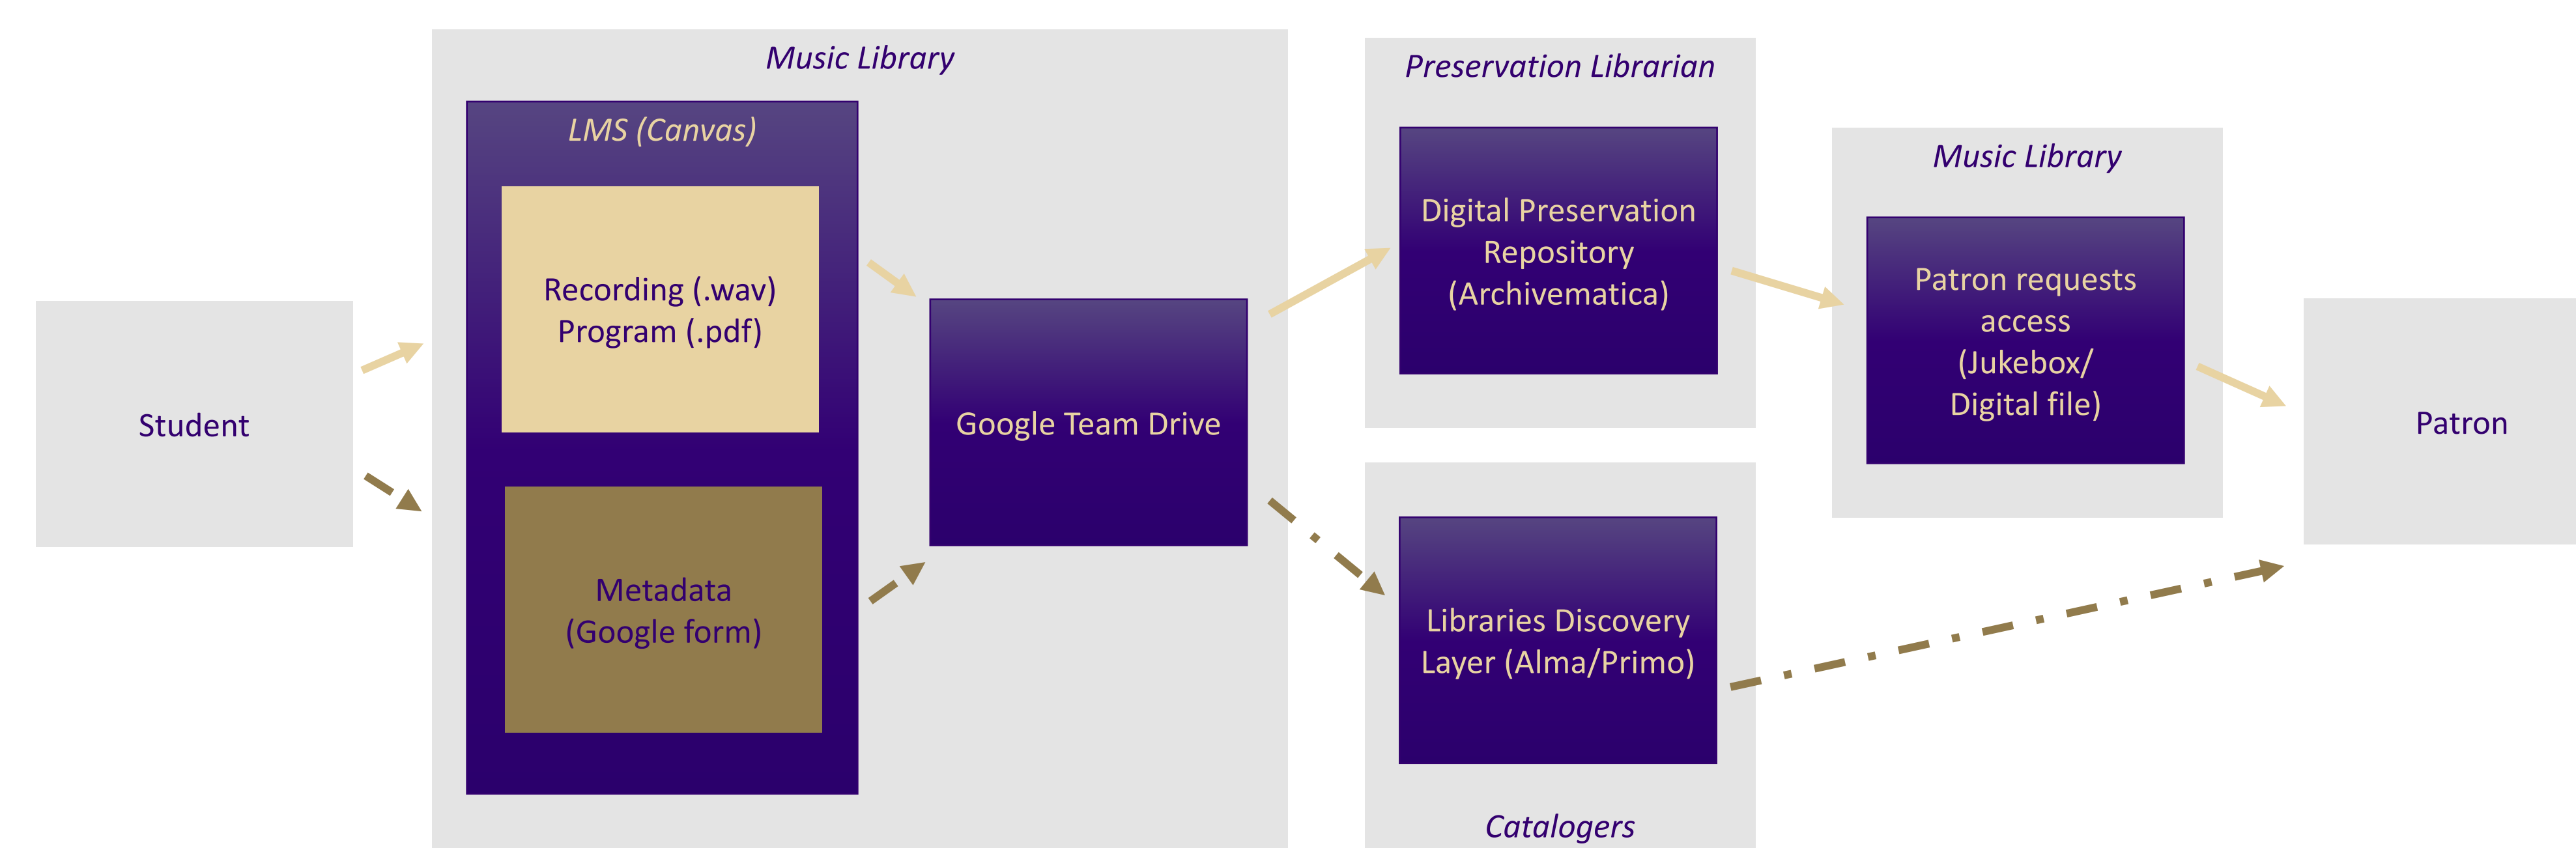 Student
Music Library
LMS (Canvas)
Recording (.wav)
Program (.pdf)
Metadata
(Google form)
Google Team Drive
Preservation Librarian
Digital Preservation
Repository
(Archivematica)
Libraries Discovery
Layer (Alma/Primo)
Catalogers
Music Library
Patron requests
access
(Jukebox/
Digital file)
Patron